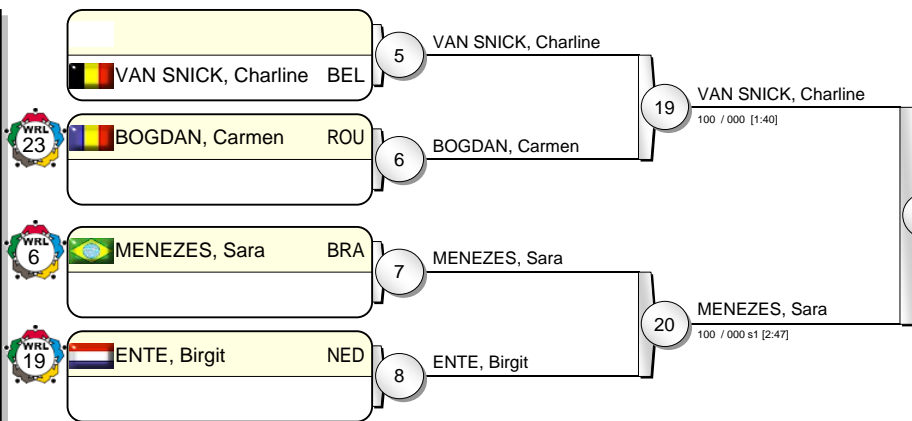 VAN SNICK, Charline BEL
5
VAN SNICK, Charline
WRL
23
BOGDAN, Carmen ROU
6
BOGDAN, Carmen
19
VAN SNICK, Charline
100 / 000 [1:40]
WRL
6
MENEZES, Sara BRA
7
MENEZES, Sara
WRL
19
ENTE, Birgit NED
8
ENTE, Birgit
20
MENEZES, Sara
100 / 000 s1 [2:47]